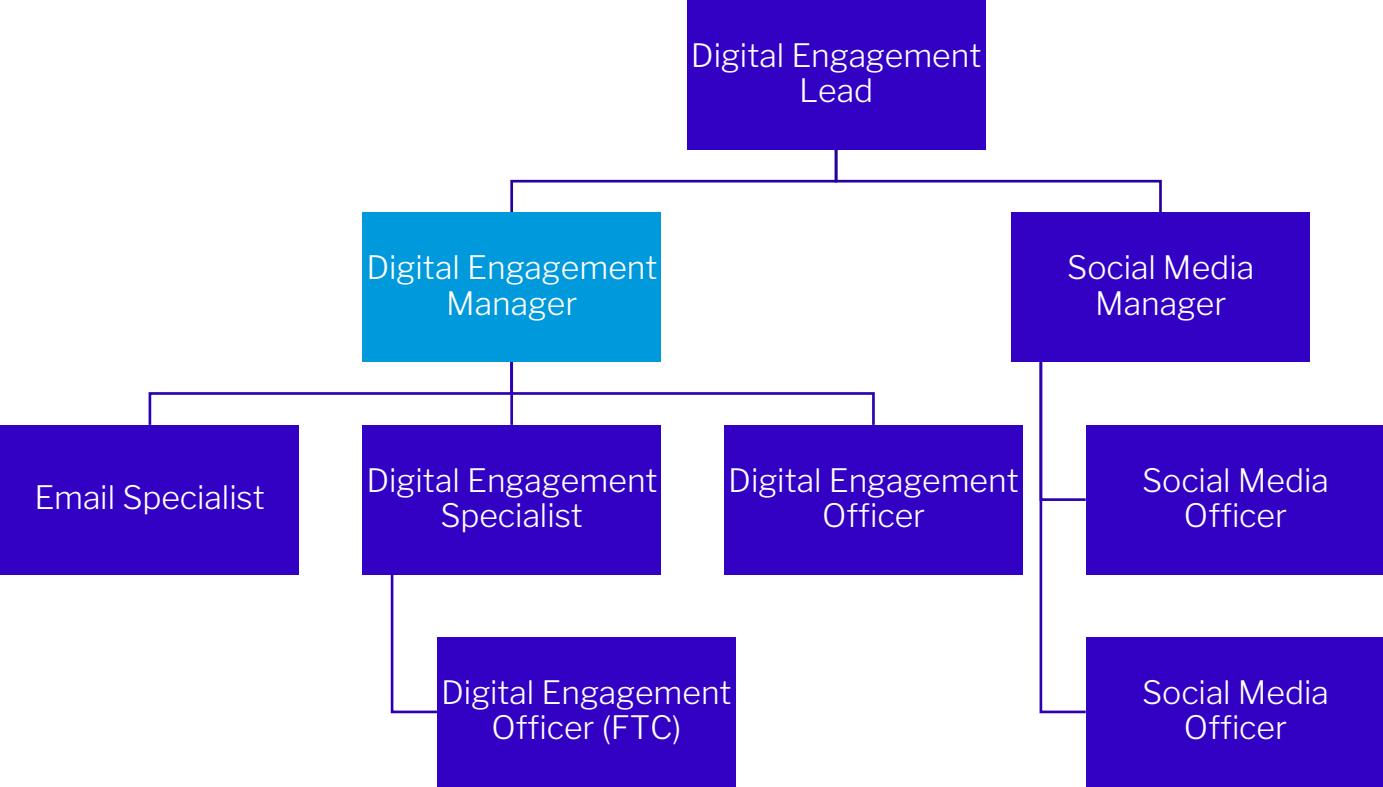 Digital Engagement
Lead
Digital Engagement
Manager
Social Media
Manager
Email Specialist
Digital Engagement
Specialist
Digital Engagement
Officer
Social Media
Officer
Digital Engagement
Officer (FTC)
Social Media
Officer